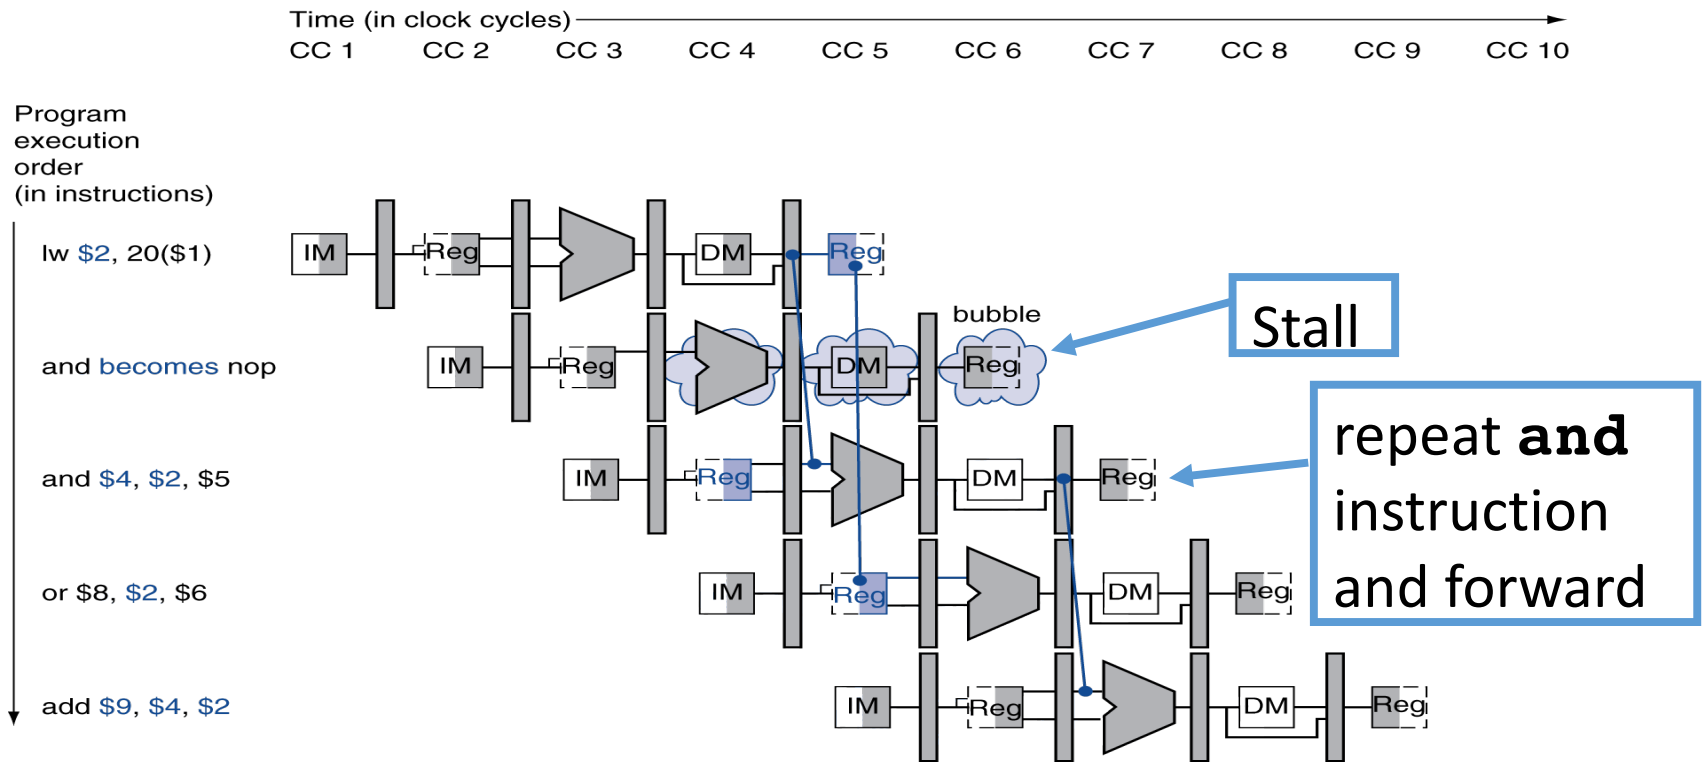 Time (in clock cycles)
CC 1 CC 2 CC 3 CC 4 CC 5 CC 6 CC 7 CC 8 CC 9 CC 10
Program
execution
order
(in instructions)
lw $2, 20($1)
IM Reg DM Reg
bubble
Stall
and becomes nop
IM Reg DM Reg
repeat and
instruction
and forward
and $4, $2, $5
IM Reg DM Reg
or $8, $2, $6
IM Reg DM Reg
add $9, $4, $2
IM Reg DM Reg